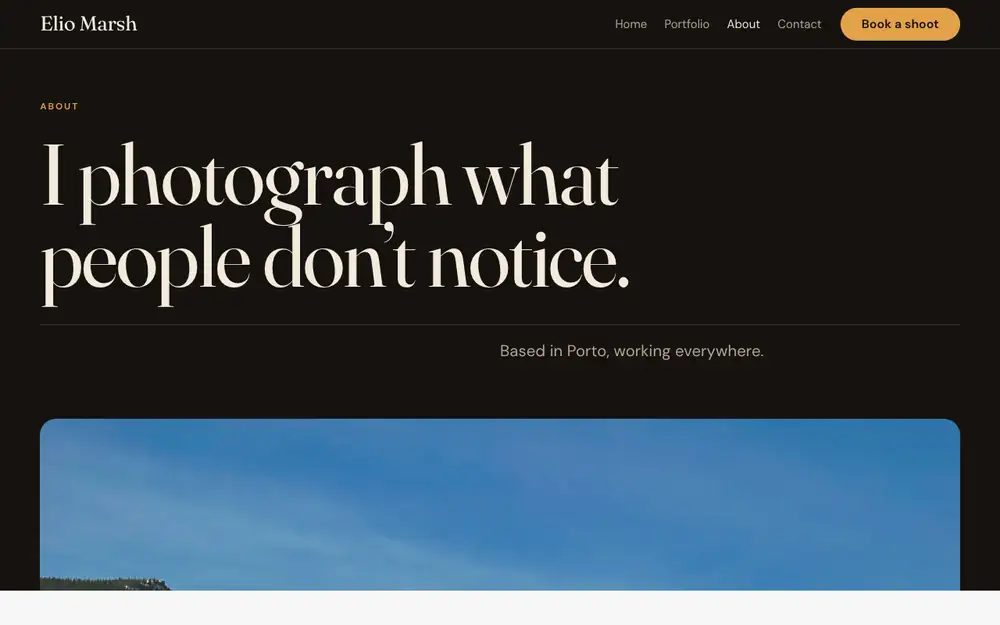 Elio Marsh
Home Portfolio About Contact Book a shoot
ABOUT
I photograph what
people don’t notice.
Based in Porto, working everywhere.